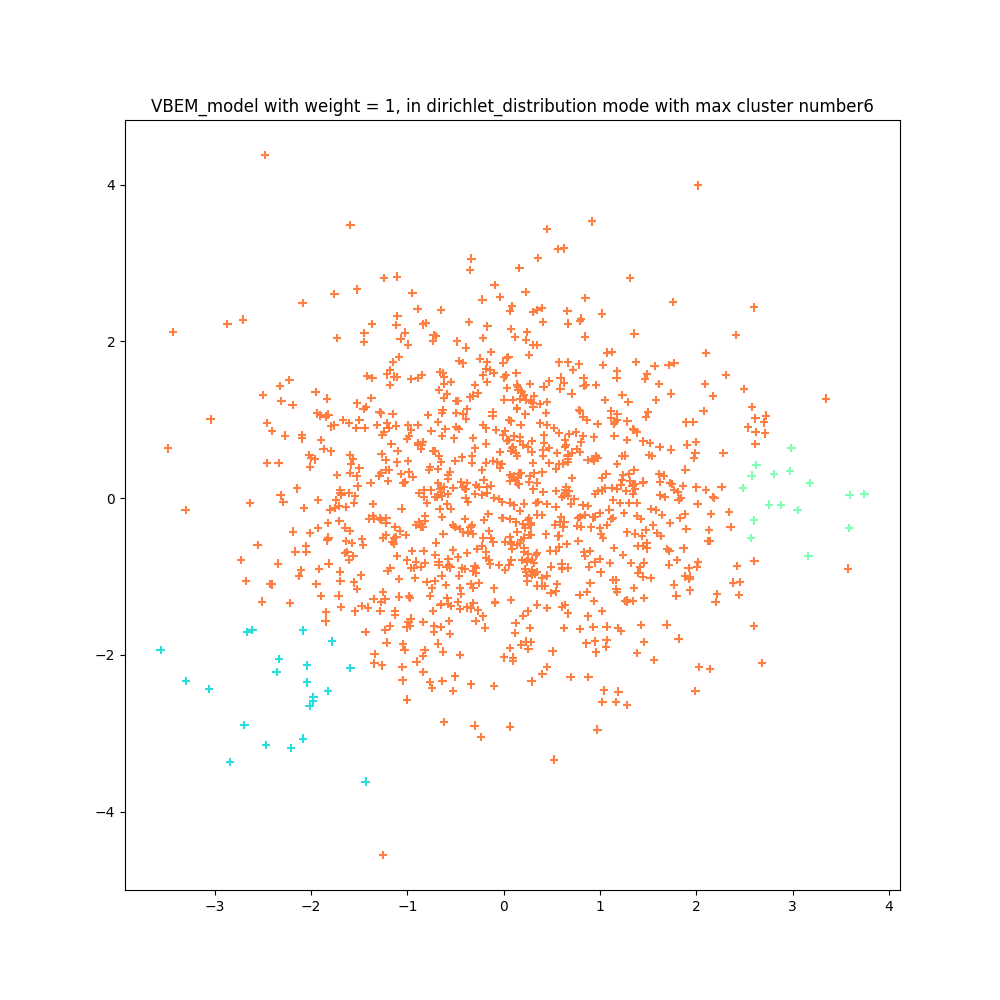 VBEM_model with weight = 1, in dirichlet_distribution mode with max cluster number6
4
2
0
−2
−4
−3 −2 −1 0 1 2 3 4